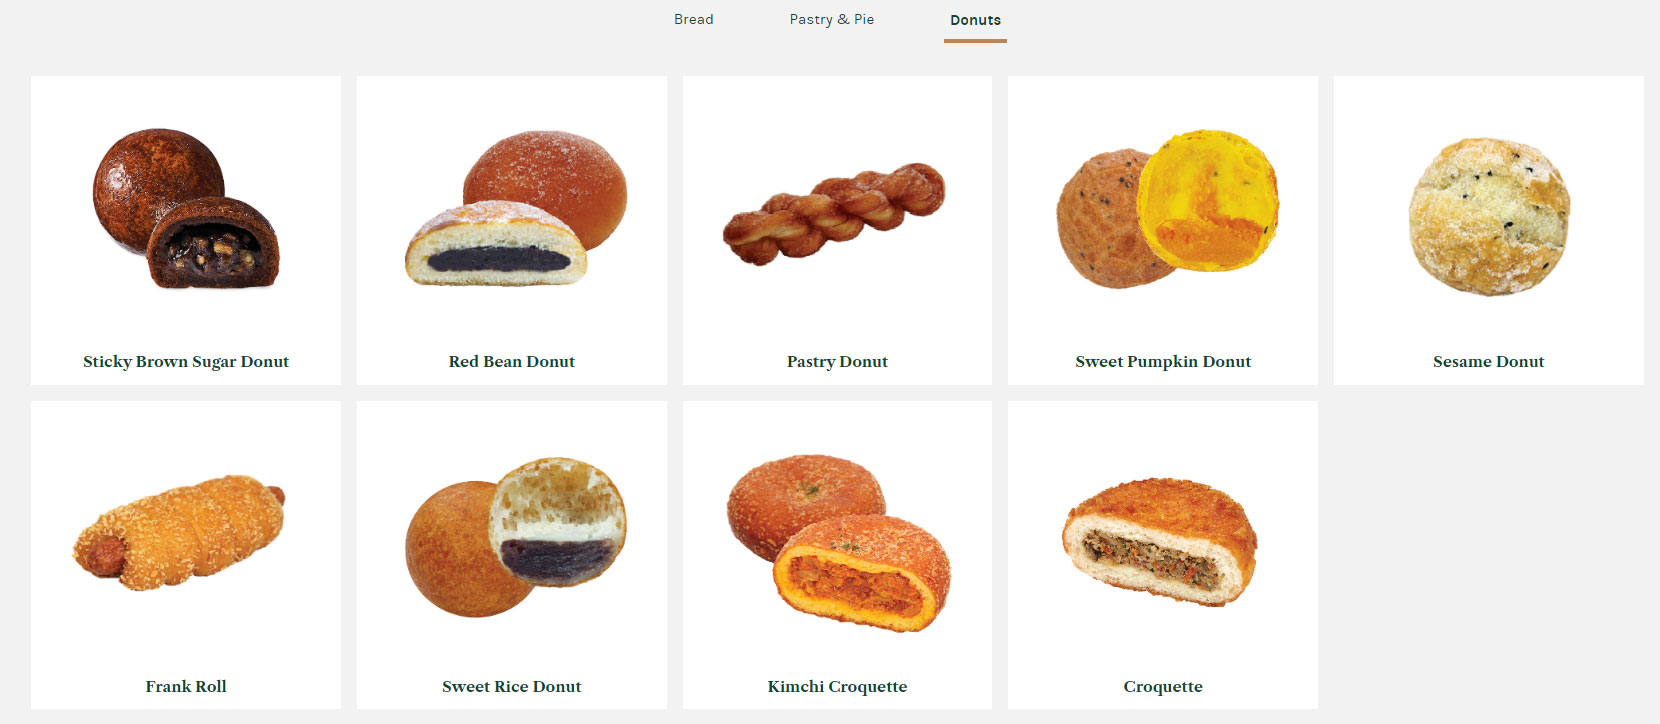 Bread
Pastry & Pie
Donuts
Sticky Brown Sugar Donut
Red Bean Donut
Pastry Donut
Sweet Pumpkin Donut
Sesame Donut
Frank Roll
Sweet Rice Donut
Kimchi Croquette
Croquette